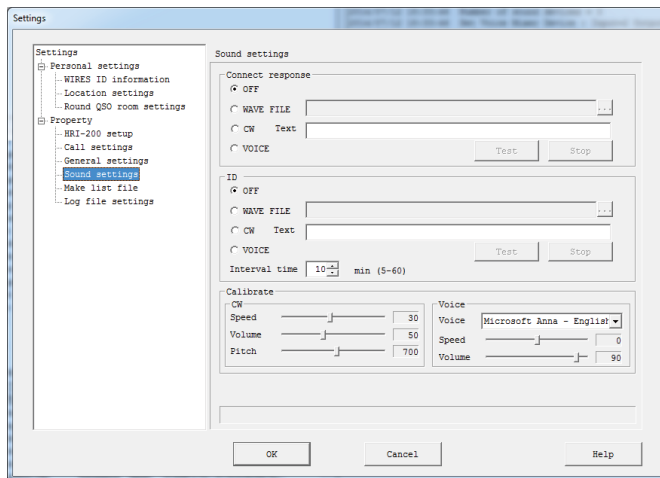 Settings
Settings
Personal settings
WIRES ID information
Location settings
Round QSO room settings
Property
HRI-200 setup
Call settings
General settings
Sound settings
Make list file
Log file settings
Sound settings
Connect response
OFF
WAVE FILE ...
CW Text
VOICE Test Stop
ID
OFF
WAVE FILE ...
CW Text
VOICE Test Stop
Interval time 10 min (5-60)
Calibrate
CW
Speed 30
Volume 50
Pitch 700
Voice
Voice Microsoft Anna - English
Speed 0
Volume 90
OK Cancel Help